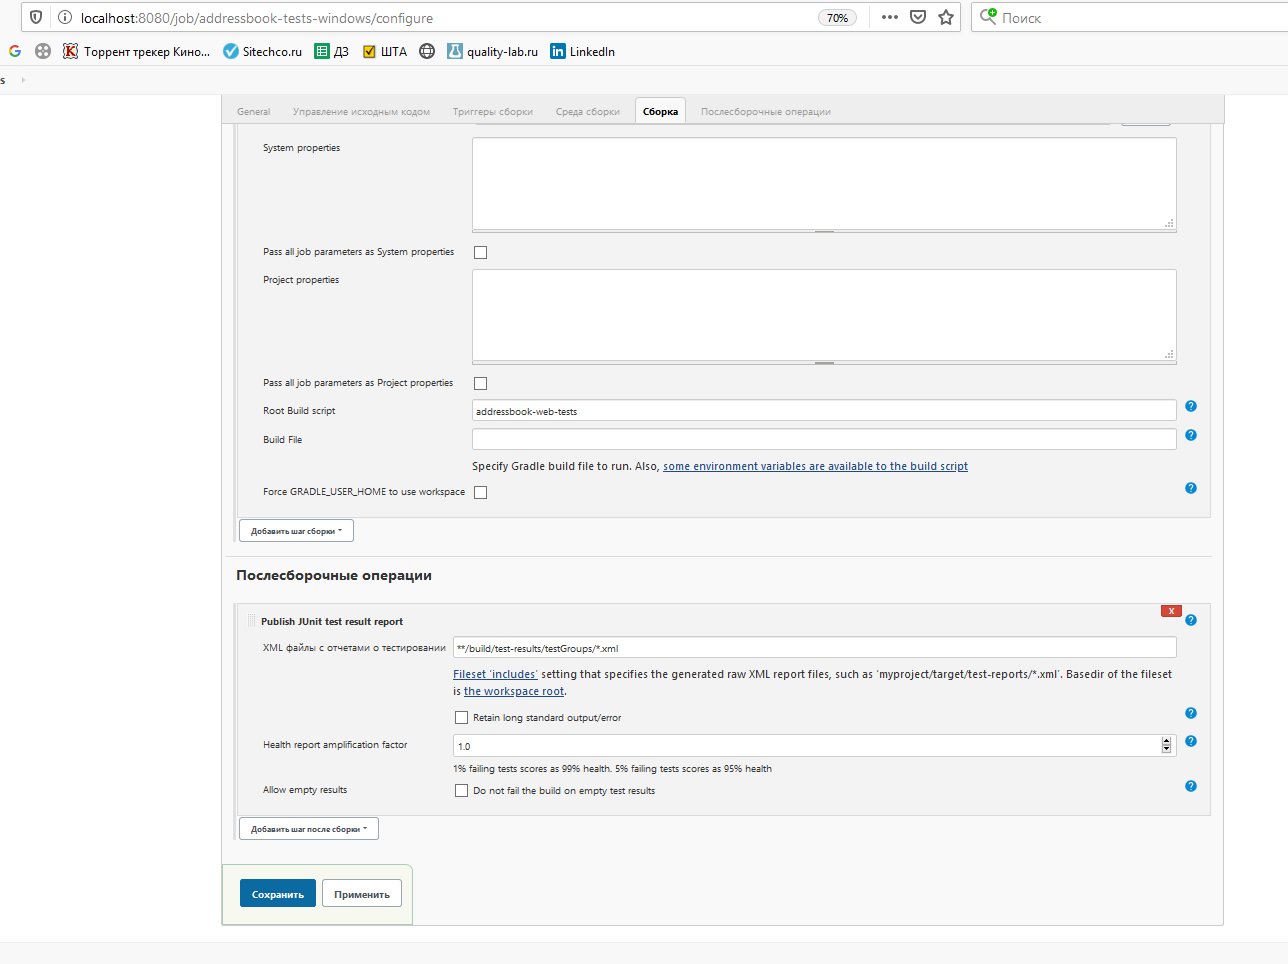 localhost:8080/job/addressbook-tests-windows/configure
70%
Поиск
Торрент трекер Кино...
Sitechco.ru
ДЗ
ШТА
quality-lab.ru
LinkedIn
s
General
Управление исходным кодом
Триггеры сборки
Среда сборки
Сборка
Послесборочные операции
System properties
Pass all job parameters as System properties
Project properties
Pass all job parameters as Project properties
Root Build script
addressbook-web-tests
Build File
Specify Gradle build file to run. Also, some environment variables are available to the build script
Force GRADLE_USER_HOME to use workspace
Добавить шаг сборки
Послесборочные операции
X
Publish JUnit test result report
XML файлы с отчетами о тестировании
**/build/test-results/testGroups/*.xml
Fileset 'includes' setting that specifies the generated raw XML report files, such as 'myproject/target/test-reports/*.xml'. Basedir of the fileset
is the workspace root.
Retain long standard output/error
Health report amplification factor
1.0
1% failing tests scores as 99% health. 5% failing tests scores as 95% health
Allow empty results
Do not fail the build on empty test results
Добавить шаг после сборки
Сохранить
Применить